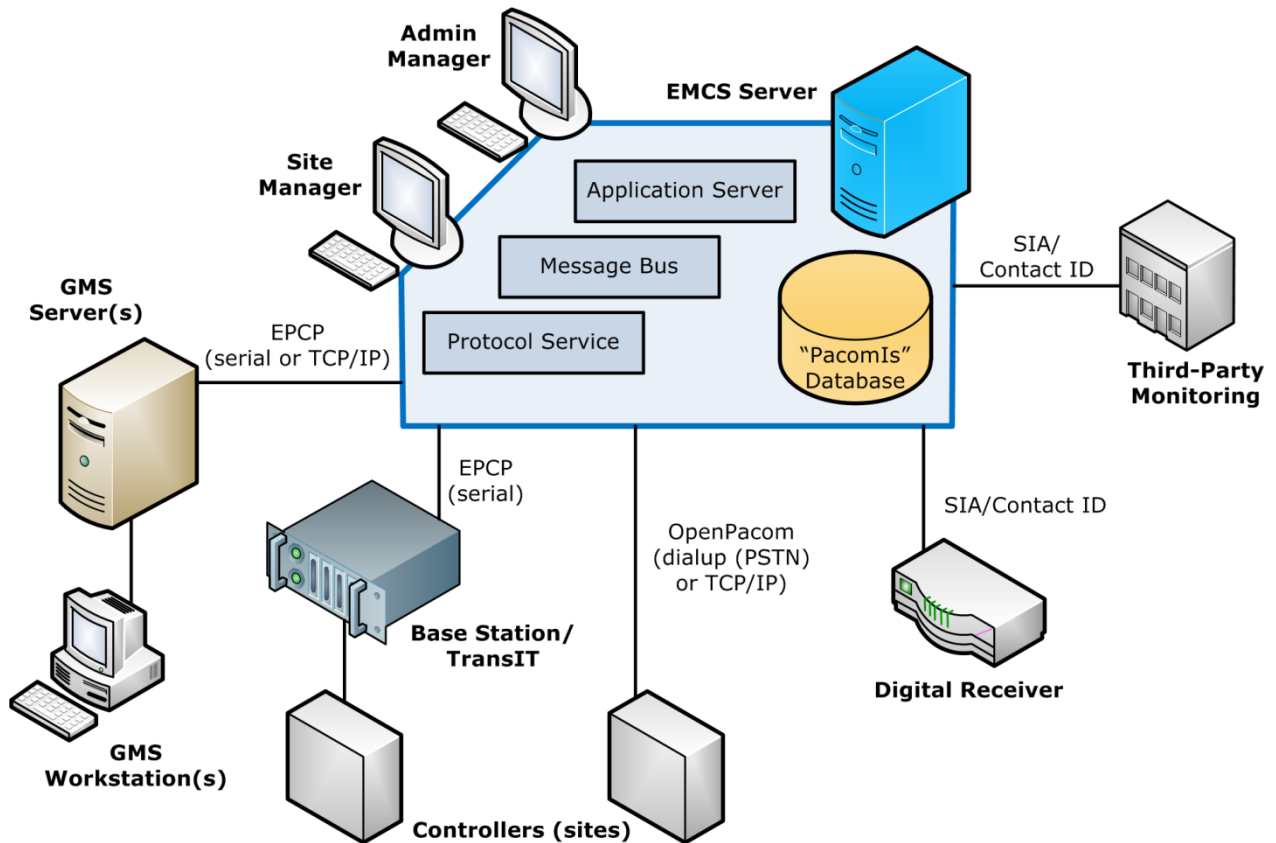 Admin
Manager
EMCS Server
Site
Manager
Application Server
Message Bus
SIA/
Contact ID
GMS
Server(s)
EPCP
(serial or TCP/IP)
Protocol Service
“PacomIs”
Database
Third-Party
Monitoring
EPCP
(serial)
SIA/Contact ID
OpenPacom
(dialup (PSTN)
or TCP/IP)
Base Station/
TransIT
Digital Receiver
GMS
Workstation(s)
Controllers (sites)